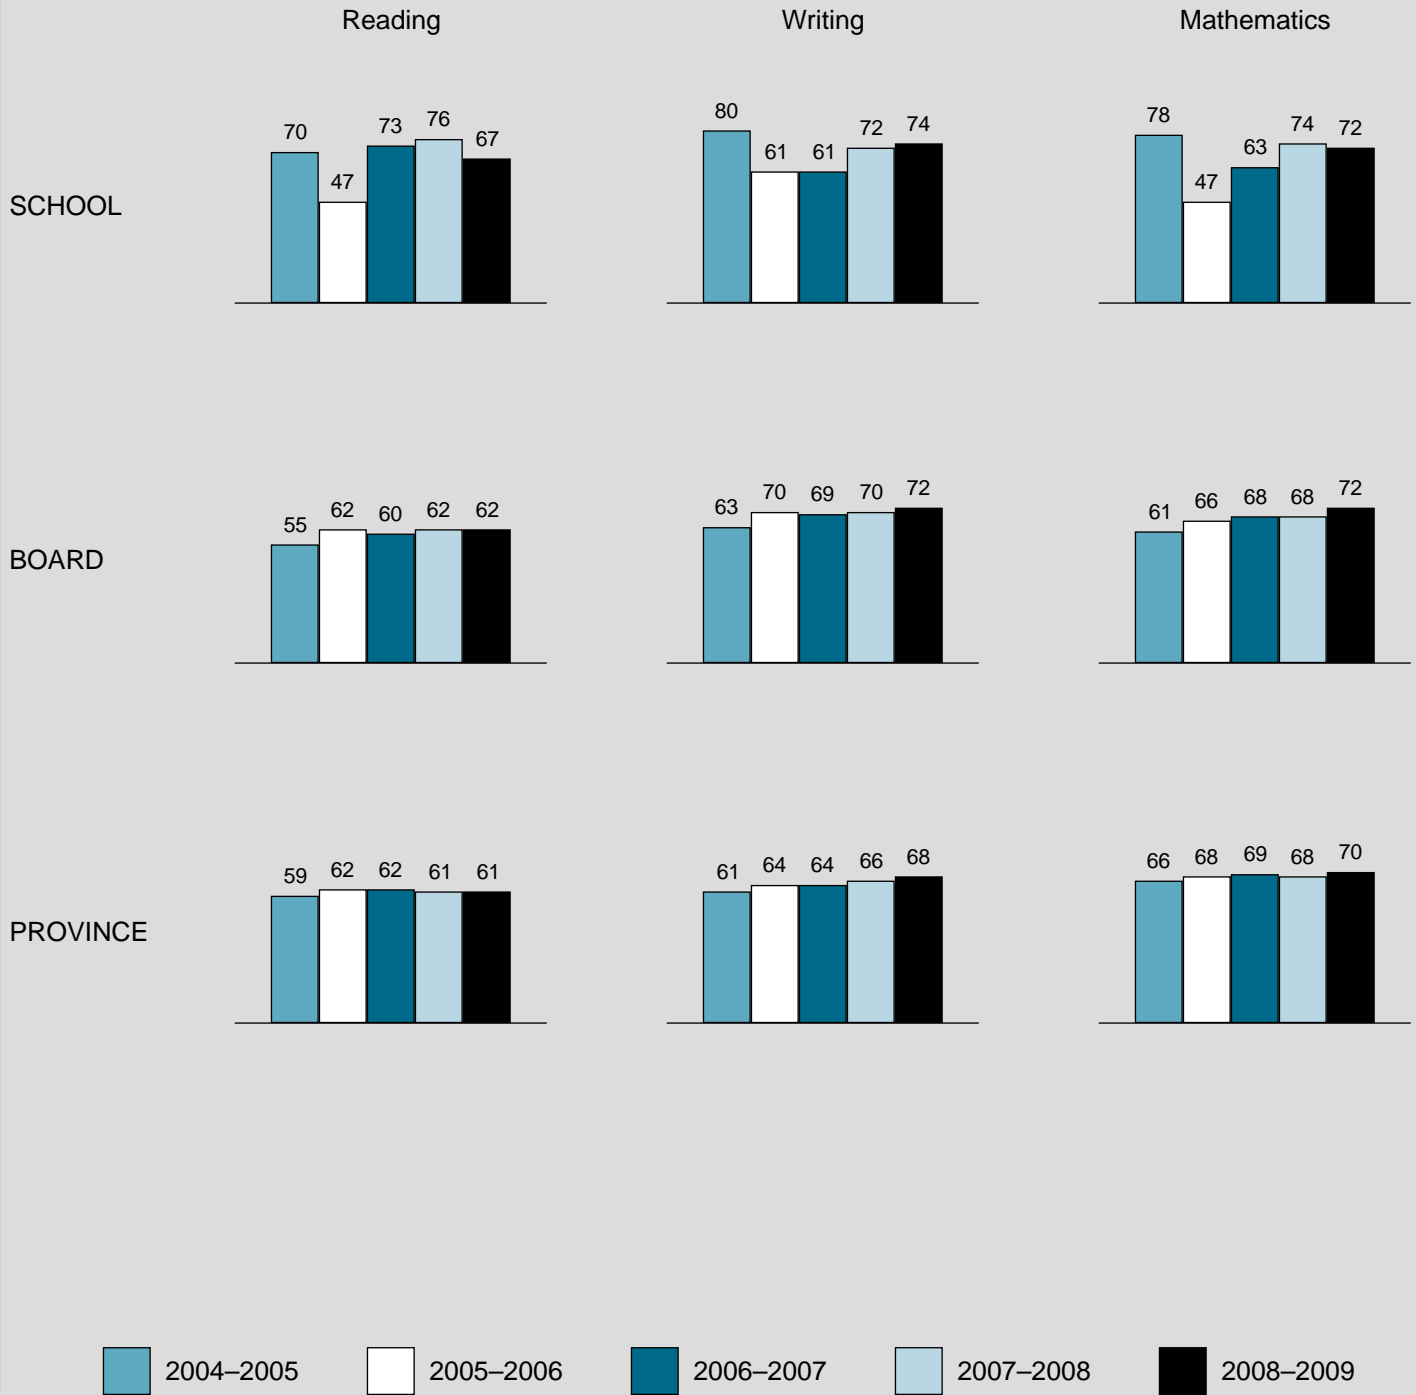 Reading Writing Mathematics
70 47 73 76 67
80 61 61 72 74
78 47 63 74 72
SCHOOL
55 62 60 62 62
63 70 69 70 72
61 66 68 68 72
BOARD
59 62 62 61 61
61 64 64 66 68
66 68 69 68 70
PROVINCE
2004–2005 2005–2006 2006–2007 2007–2008 2008–2009